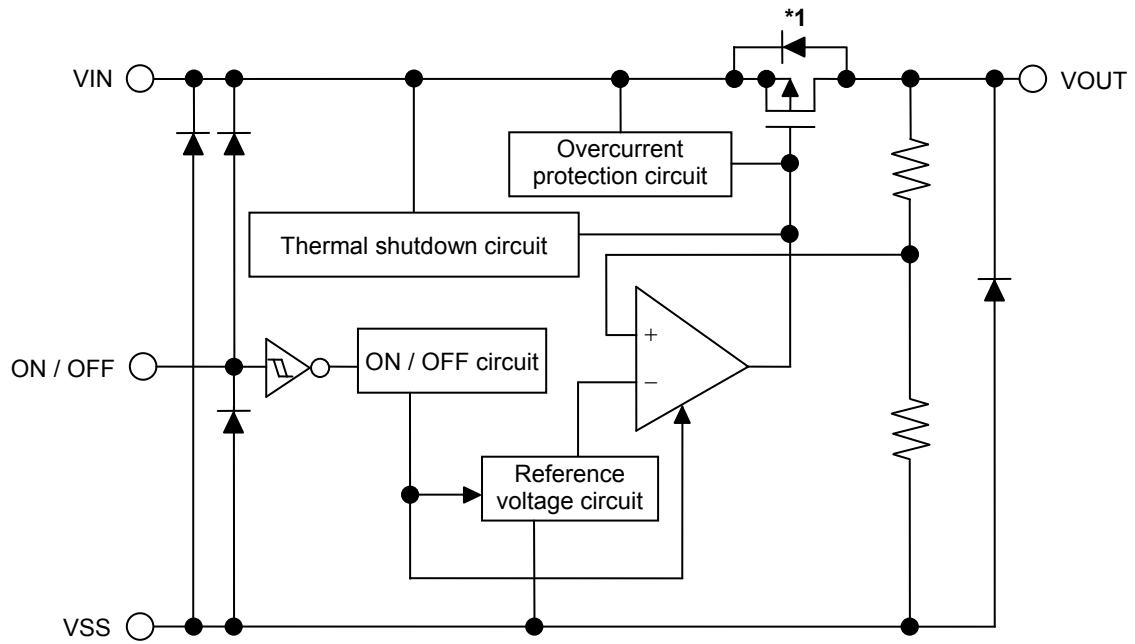 *1
VIN
VOUT
Overcurrent
protection circuit
Thermal shutdown circuit
ON / OFF
ON / OFF circuit
+
−
Reference
voltage circuit
VSS